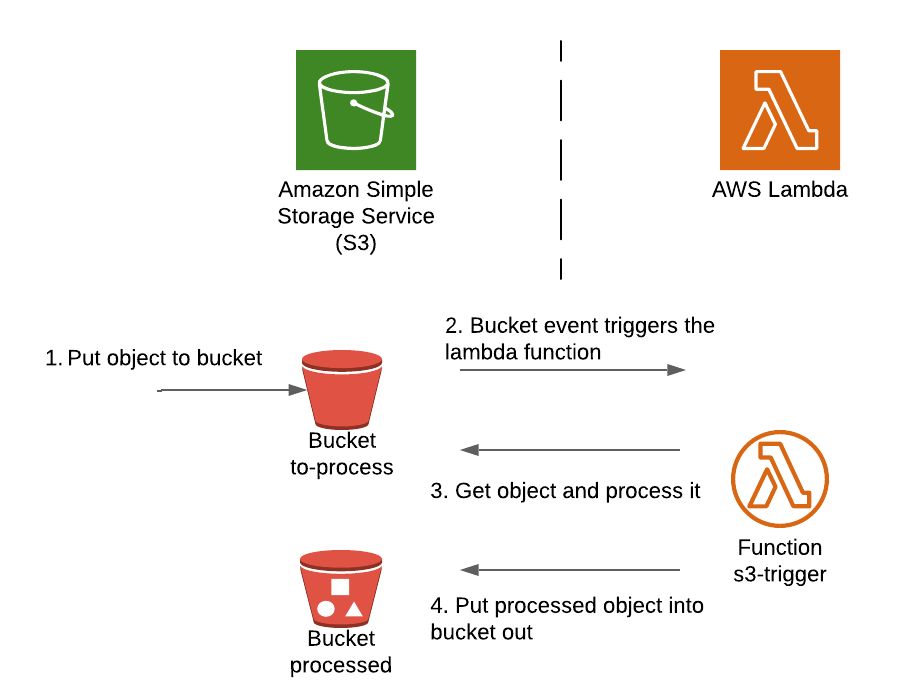 Amazon Simple
Storage Service
(S3)
AWS Lambda
1. Put object to bucket
2. Bucket event triggers the
lambda function
Bucket
to-process
3. Get object and process it
Function
s3-trigger
Bucket
processed
4. Put processed object into
bucket out